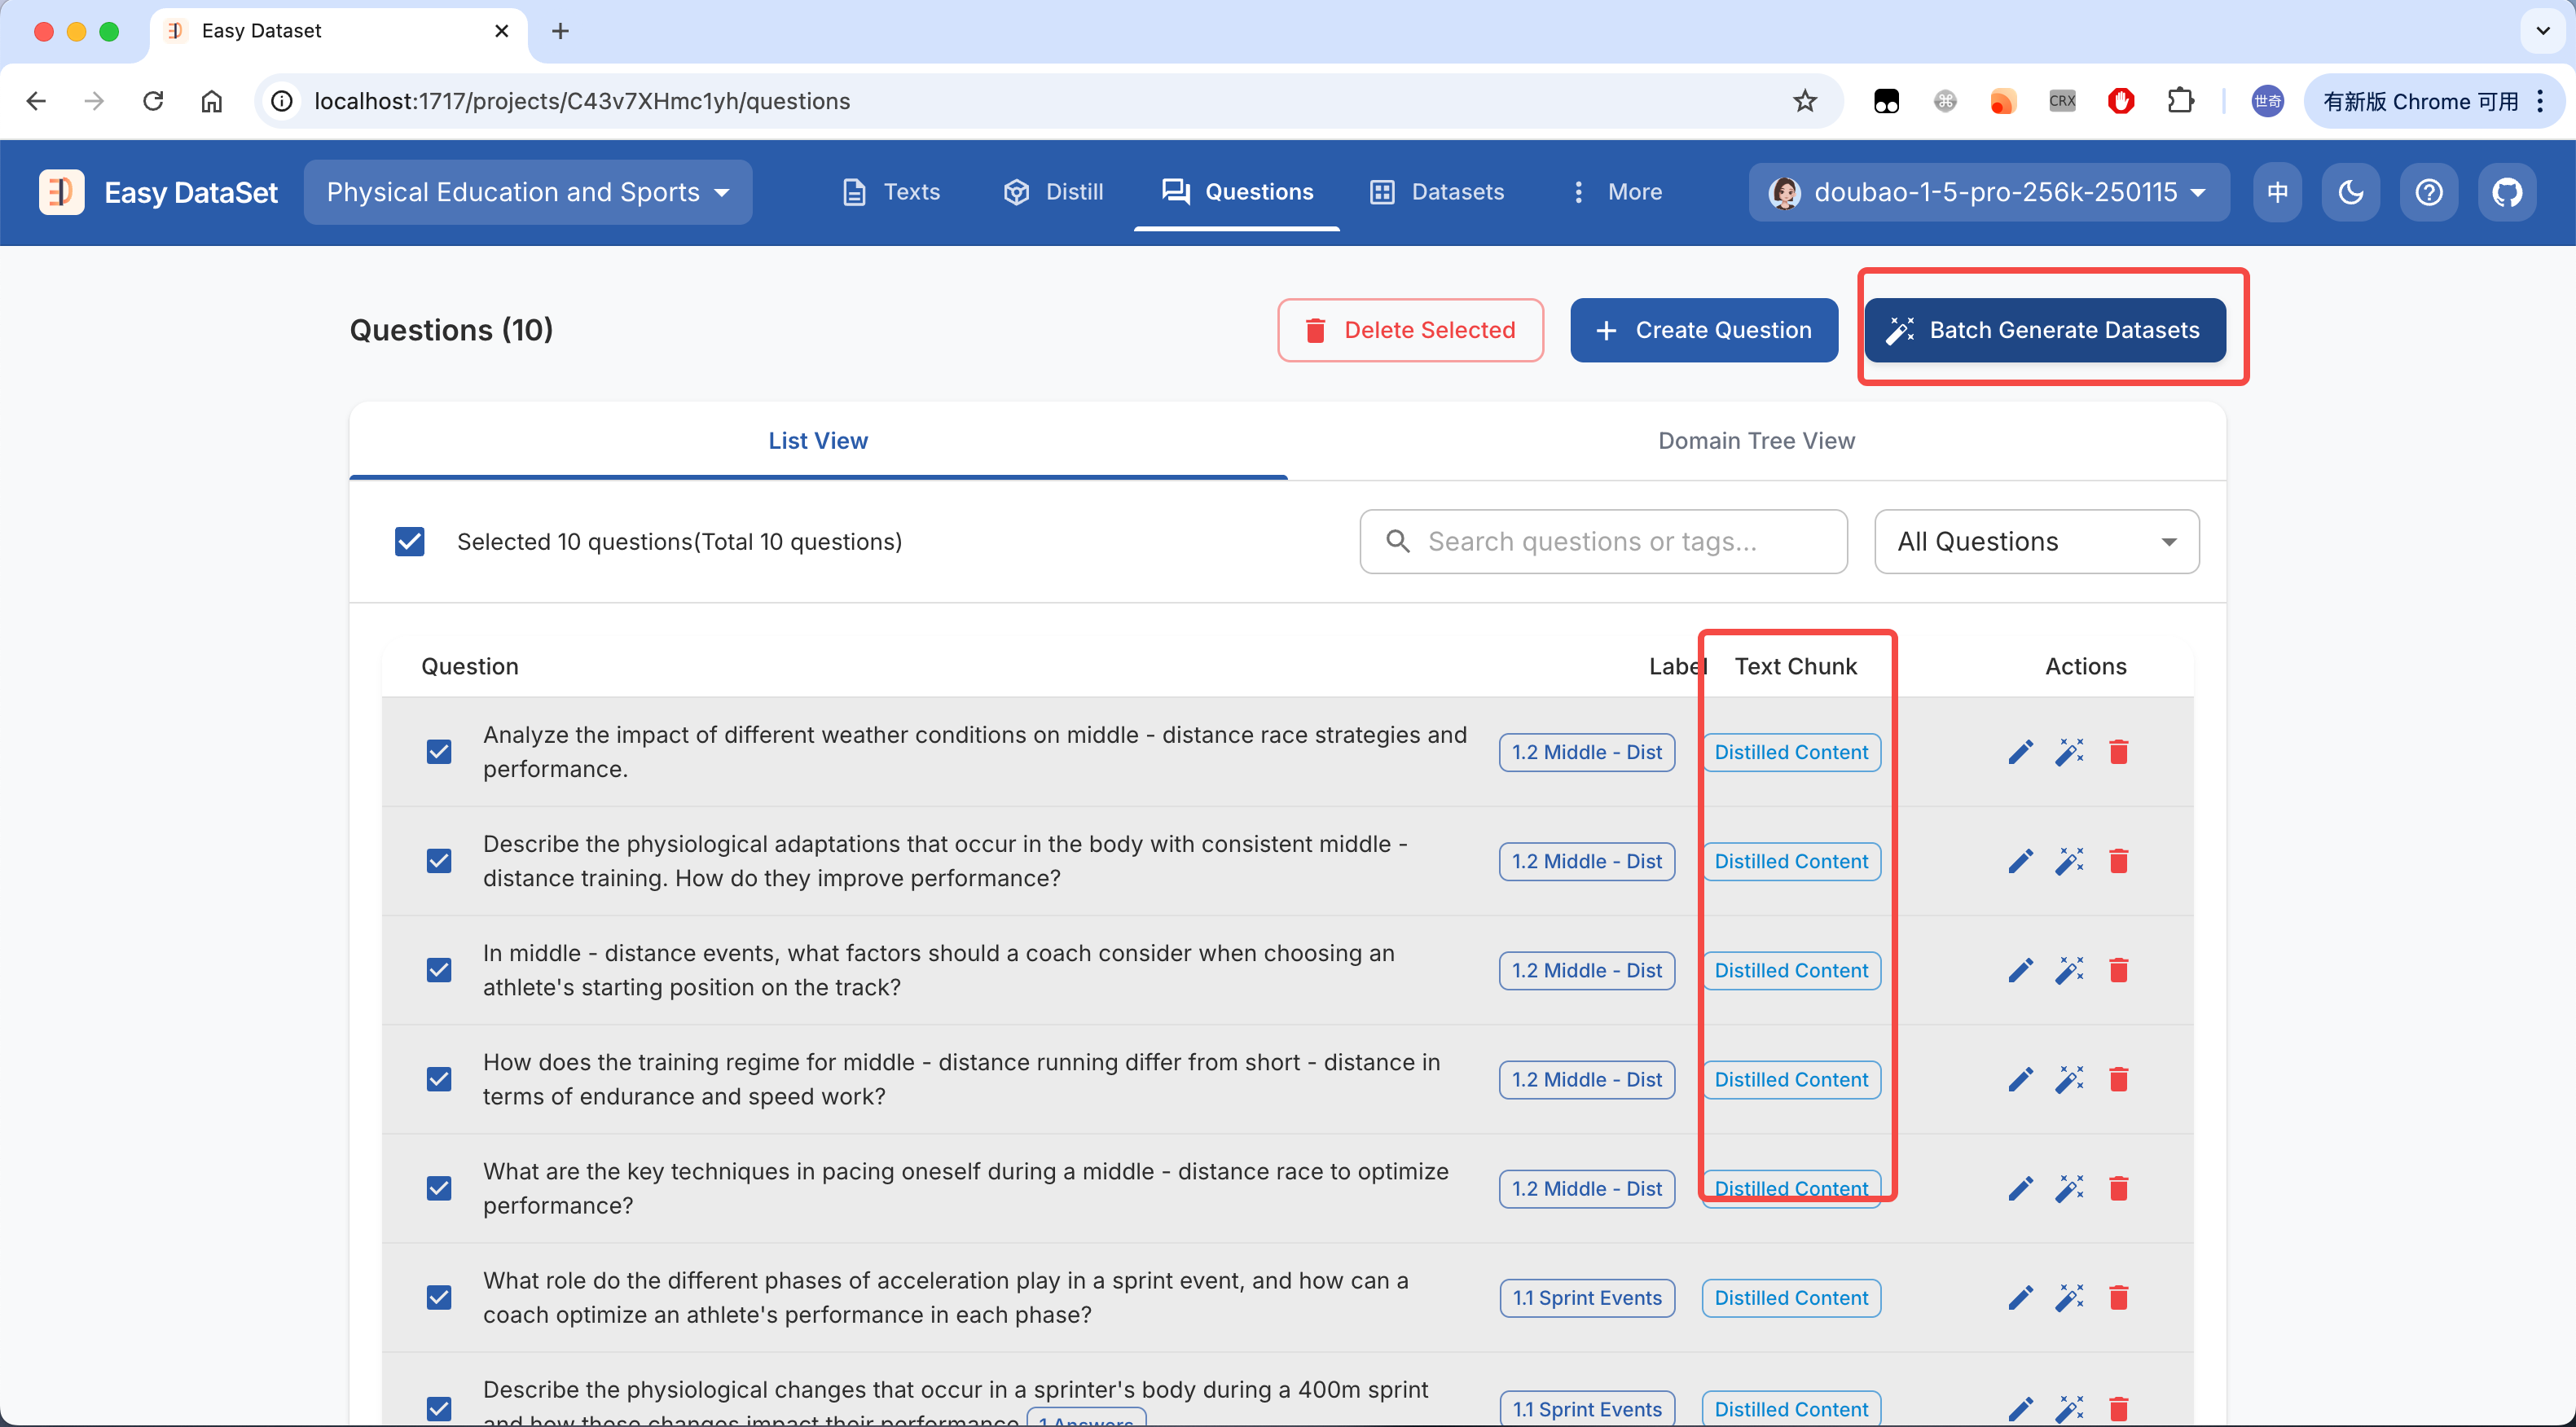 Easy Dataset
localhost:1717/projects/C43v7XHmc1yh/questions
CRX
世奇
有新版 Chrome 可用
Easy DataSet
Physical Education and Sports
Texts
Distill
Questions
Datasets
More
doubao-1-5-pro-256k-250115
中
Questions (10)
Delete Selected
Create Question
Batch Generate Datasets
List View
Domain Tree View
Selected 10 questions(Total 10 questions)
Search questions or tags...
All Questions
Question
Label
Text Chunk
Actions
Analyze the impact of different weather conditions on middle - distance race strategies and
performance.
1.2 Middle - Dist
Distilled Content
Describe the physiological adaptations that occur in the body with consistent middle -
distance training. How do they improve performance?
1.2 Middle - Dist
Distilled Content
In middle - distance events, what factors should a coach consider when choosing an
athlete's starting position on the track?
1.2 Middle - Dist
Distilled Content
How does the training regime for middle - distance running differ from short - distance in
terms of endurance and speed work?
1.2 Middle - Dist
Distilled Content
What are the key techniques in pacing oneself during a middle - distance race to optimize
performance?
1.2 Middle - Dist
Distilled Content
What role do the different phases of acceleration play in a sprint event, and how can a
coach optimize an athlete's performance in each phase?
1.1 Sprint Events
Distilled Content
Describe the physiological changes that occur in a sprinter's body during a 400m sprint
and how these changes impact their performance
1 Answers
1.1 Sprint Events
Distilled Content